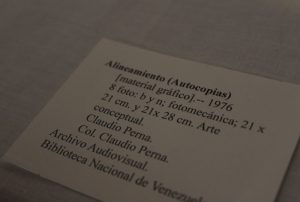 Alineamiento (Autocopias)
[material gráfico].-- 1976
8 foto: b y n; fotomecánica; 21 x
21 cm. y 21x 28 cm. Arte
conceptual.
Claudio Perna.
Col. Claudio Perna.
Archivo Audiovisual.
Biblioteca Nacional de Venezuel